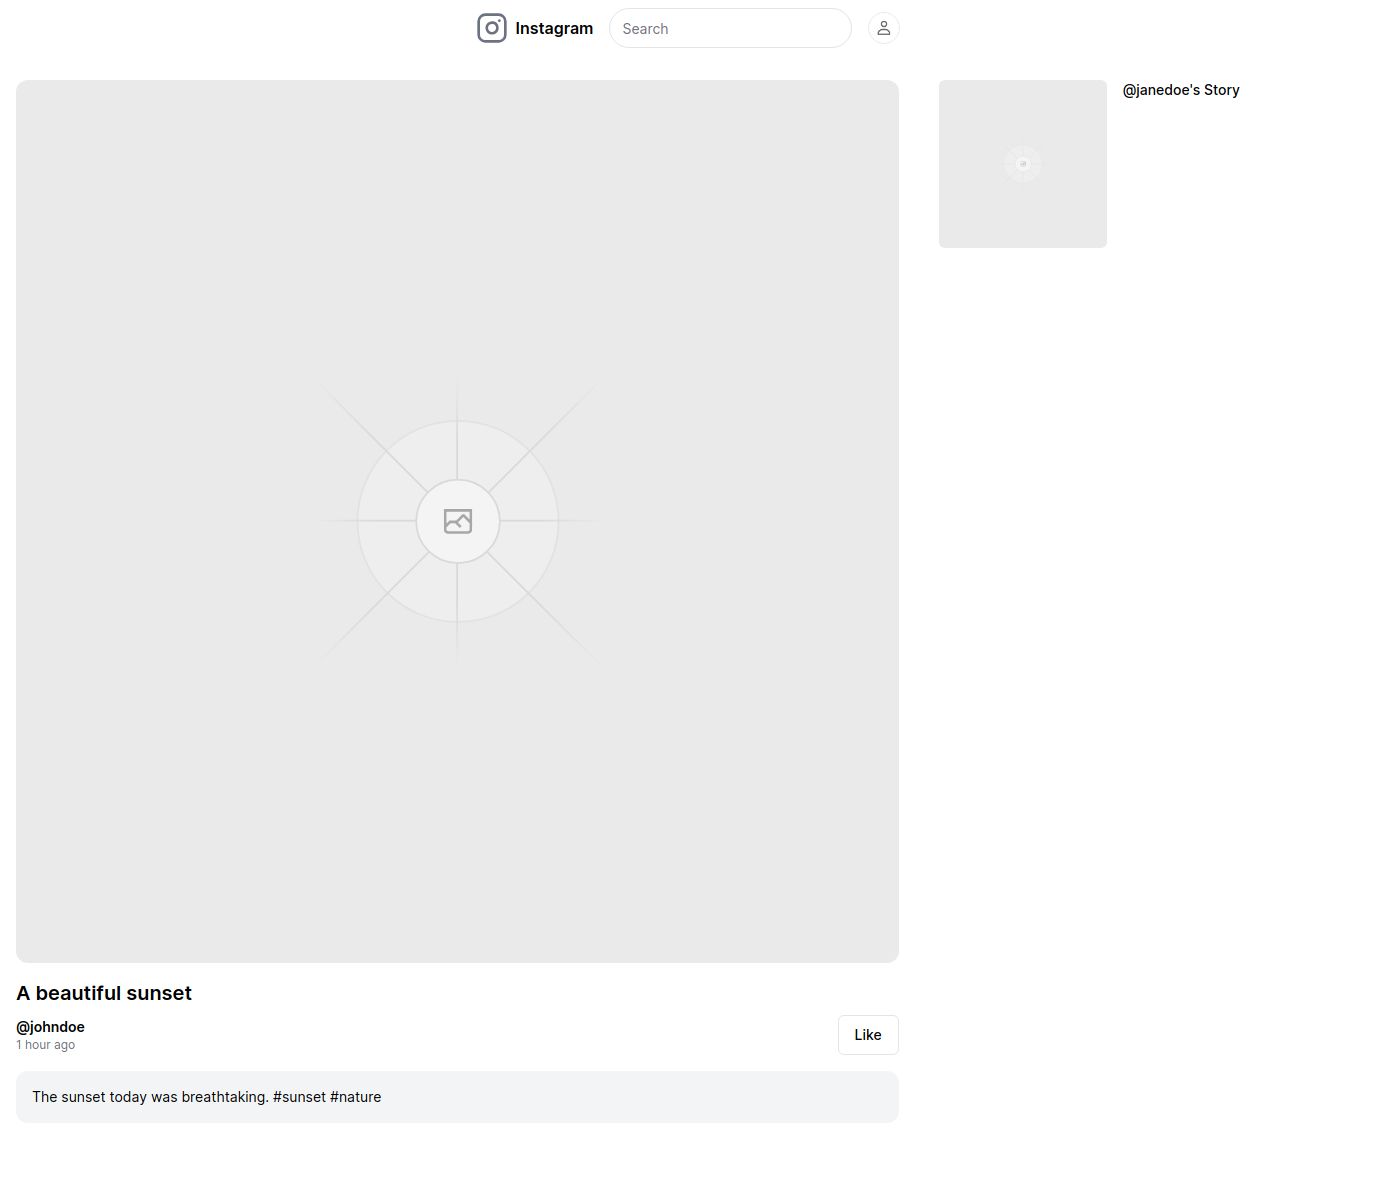 Instagram
Search
@janedoe's Story
A beautiful sunset
@johndoe
1 hour ago
Like
The sunset today was breathtaking. #sunset #nature